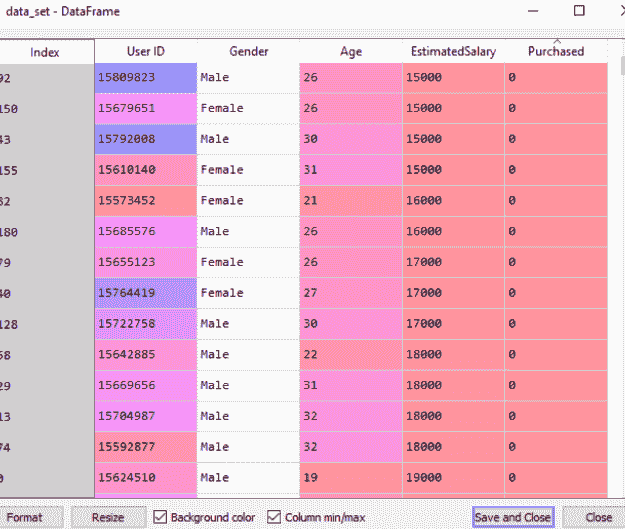 data_set - DataFrame
Index User ID Gender Age EstimatedSalary Purchased
92 15809823 Male 26 15000 0
150 15679651 Female 26 15000 0
43 15792008 Male 30 15000 0
155 15610140 Female 31 15000 0
32 15573452 Female 21 16000 0
180 15685576 Male 26 16000 0
79 15655123 Female 26 17000 0
40 15764419 Female 27 17000 0
128 15722758 Male 30 17000 0
58 15642885 Male 22 18000 0
29 15669656 Male 31 18000 0
13 15704987 Male 32 18000 0
74 15592877 Male 32 18000 0
0 15624510 Male 19 19000 0
Format Resize Background color Column min/max Save and Close Close